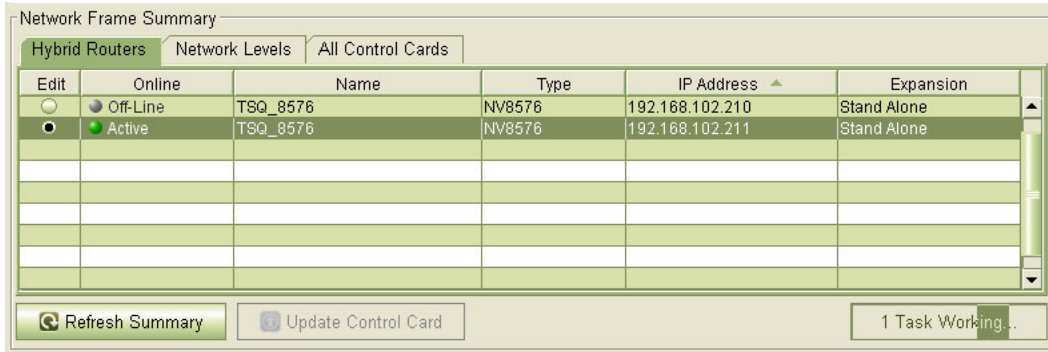 Network Frame Summary
Hybrid Routers Network Levels All Control Cards
Edit Online Name Type IP Address Expansion
Off-Line TSQ_8576 NV8576 192.168.102.210 Stand Alone
Active TSQ_8576 NV8576 192.168.102.211 Stand Alone
Refresh Summary Update Control Card 1 Task Working...